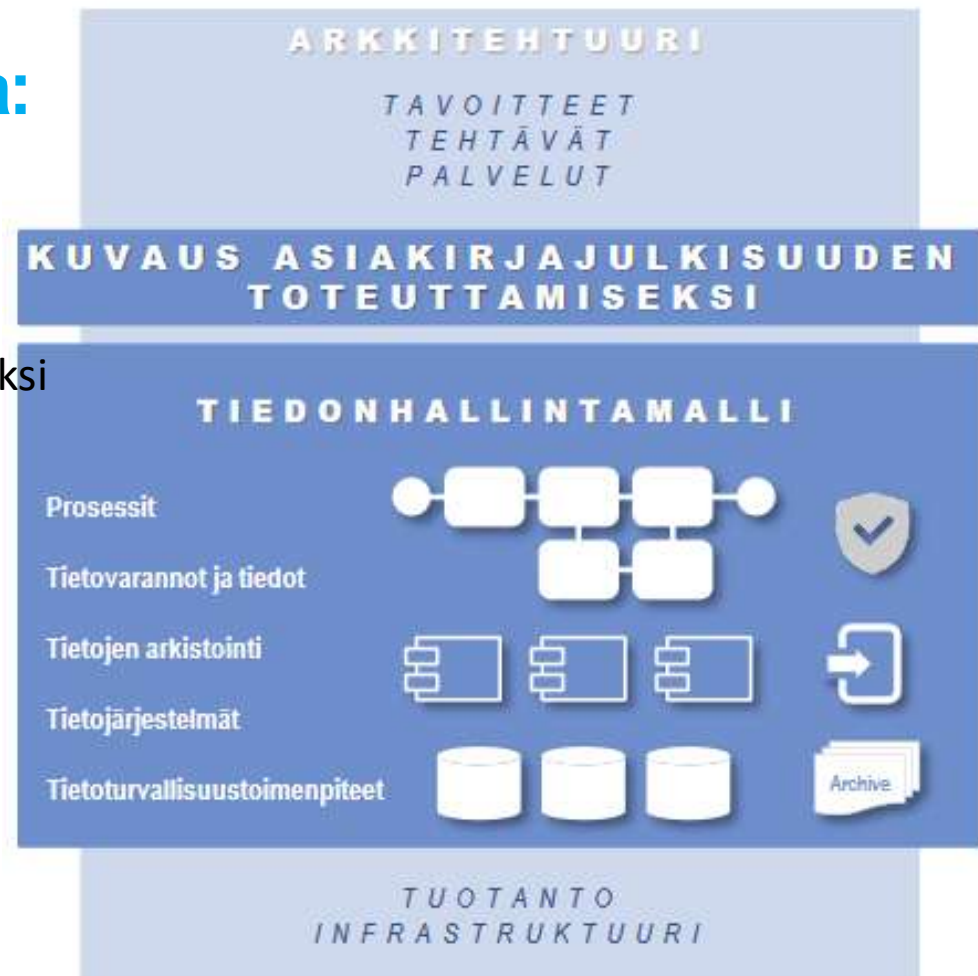 ARKKITEHTUURI
a:
TAVOITTEET
TEHTÄVÄT
PALVELUT
KUVAUS ASIAKIRJAJULKISUUDEN
TOTEUTTAMISEKSI
ksi
TIEDONHALLINTAMALLI
Prosessit
Tietovarannot ja tiedot
Tietojen arkistointi
Tietojärjestelmät
Tietoturvallisuustoimenpiteet
Archive
TUOTANTO
INFRASTRUKTUURI